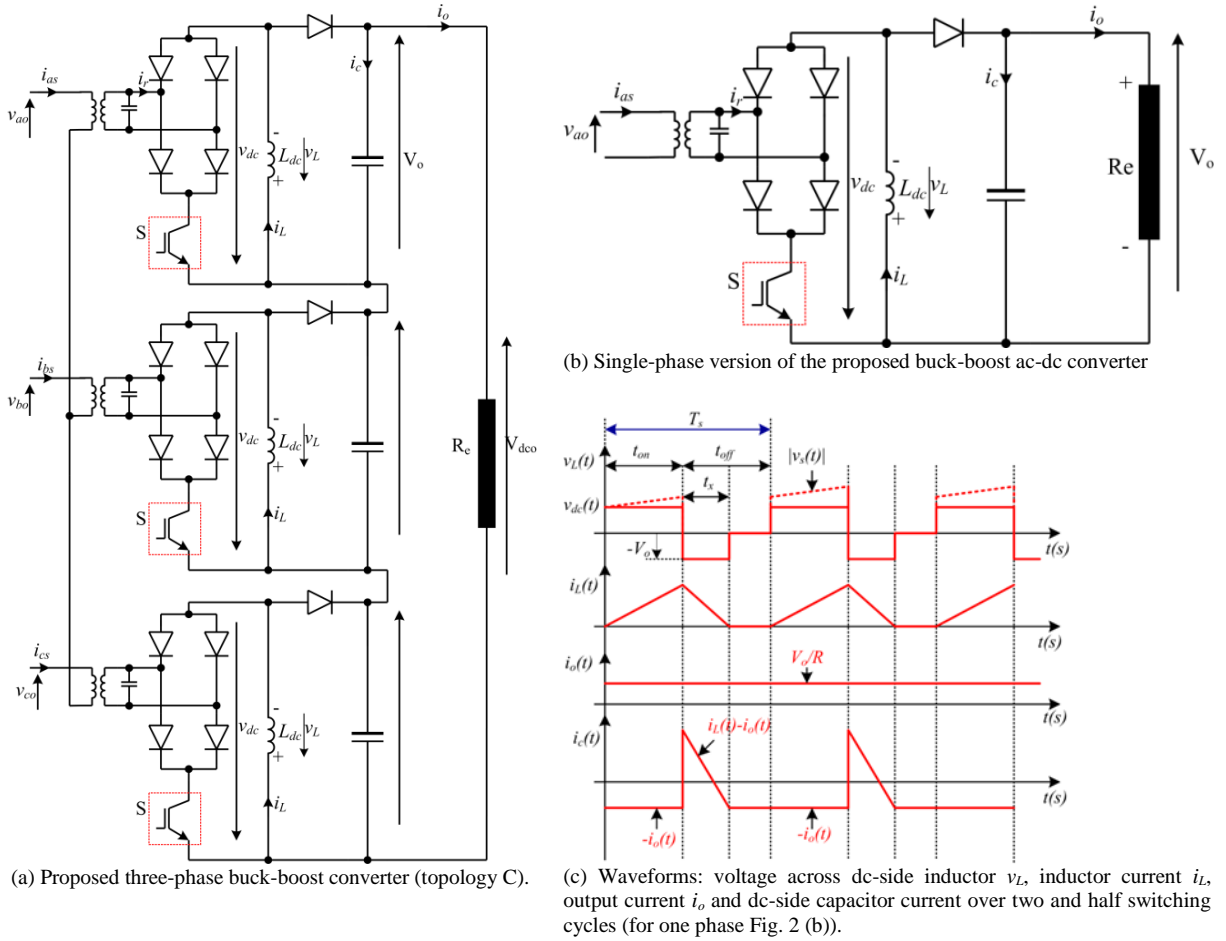 i_o
i_c
i_as
i_r
v_ao
v_dc
-
L_dc
v_L
+
V_o
S
i_L
i_bs
v_bo
v_dc
-
L_dc
v_L
+
R_e
V_dco
S
i_L
i_cs
v_co
v_dc
-
L_dc
v_L
+
S
i_L
(a) Proposed three-phase buck-boost converter (topology C).
i_o
i_c
i_as
i_r
v_ao
+
-
v_dc
L_dc
v_L
+
Re
V_o
-
S
i_L
(b) Single-phase version of the proposed buck-boost ac-dc converter
T_s
v_L(t)
t_on
t_off
|v_s(t)|
t_x
v_dc(t)
-V_o
t(s)
i_L(t)
t(s)
i_o(t)
V_o/R
t(s)
i_c(t)
i_L(t)-i_o(t)
t(s)
-i_o(t)
-i_o(t)
(c) Waveforms: voltage across dc-side inductor v_L, inductor current i_L,
output current i_o and dc-side capacitor current over two and half switching
cycles (for one phase Fig. 2 (b)).